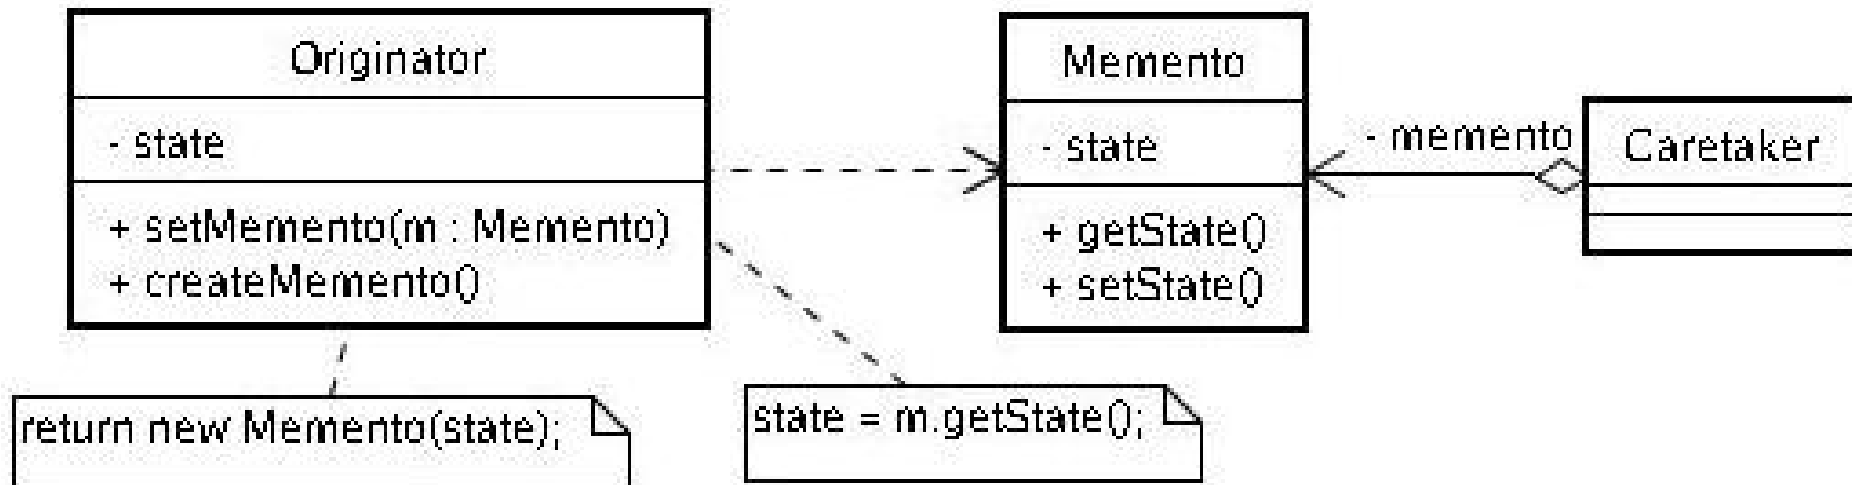 Originator
- state
+ setMemento(m : Memento)
+ createMemento()
return new Memento(state);
state = m.getState();
Memento
- state
+ getState()
+ setState()
- memento
Caretaker